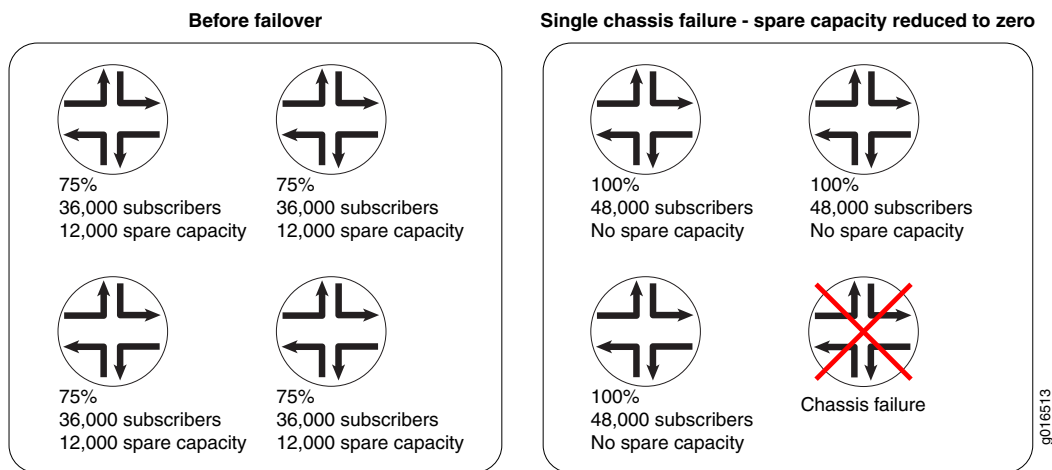 Before failover
75%
36,000 subscribers
12,000 spare capacity
75%
36,000 subscribers
12,000 spare capacity
75%
36,000 subscribers
12,000 spare capacity
75%
36,000 subscribers
12,000 spare capacity
Single chassis failure - spare capacity reduced to zero
100%
48,000 subscribers
No spare capacity
100%
48,000 subscribers
No spare capacity
100%
48,000 subscribers
No spare capacity
Chassis failure
g016513